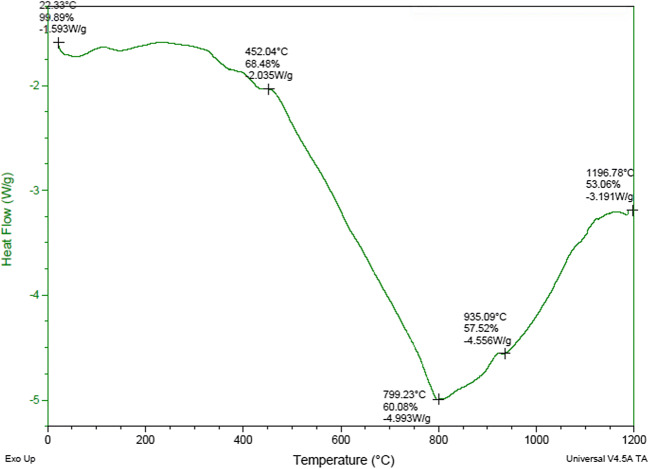 22.33°C
99.89%
-1.593W/g
452.04°C
68.48%
-2.035W/g
1196.78°C
53.06%
-3.191W/g
935.09°C
57.52%
-4.556W/g
799.23°C
60.08%
-4.993W/g
Heat Flow (W/g)
-2
-3
-4
-5
0
200
400
600
800
1000
1200
Exo Up
Temperature (°C)
Universal V4.5A TA